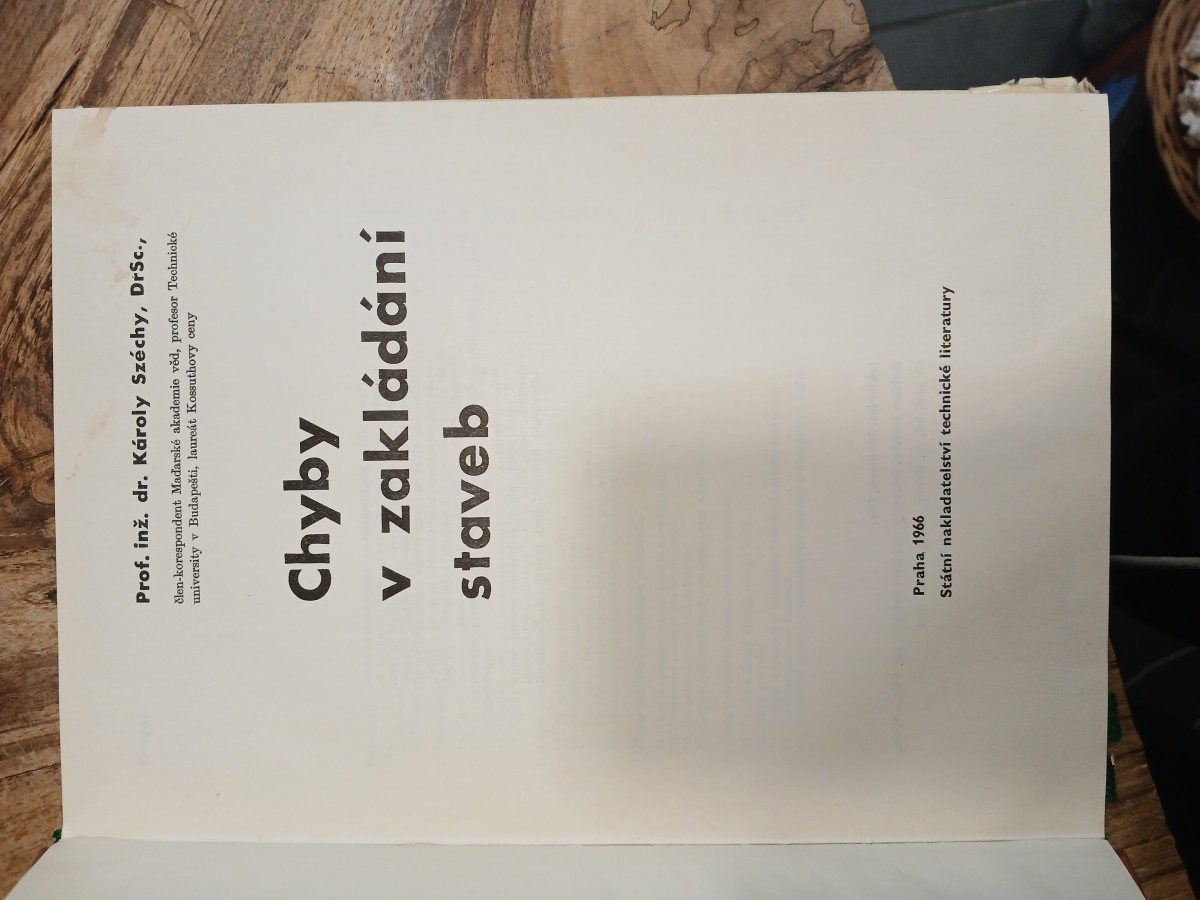 Prof. inž. dr. Károly Széchy, DrSc.,
člen-korespondent Maďarské akademie věd, profesor Technické
university v Budapešti, laureát Kossuthovy ceny
Chyby
v zakládání
staveb
Praha 1966
Státní nakladatelství technické literatury